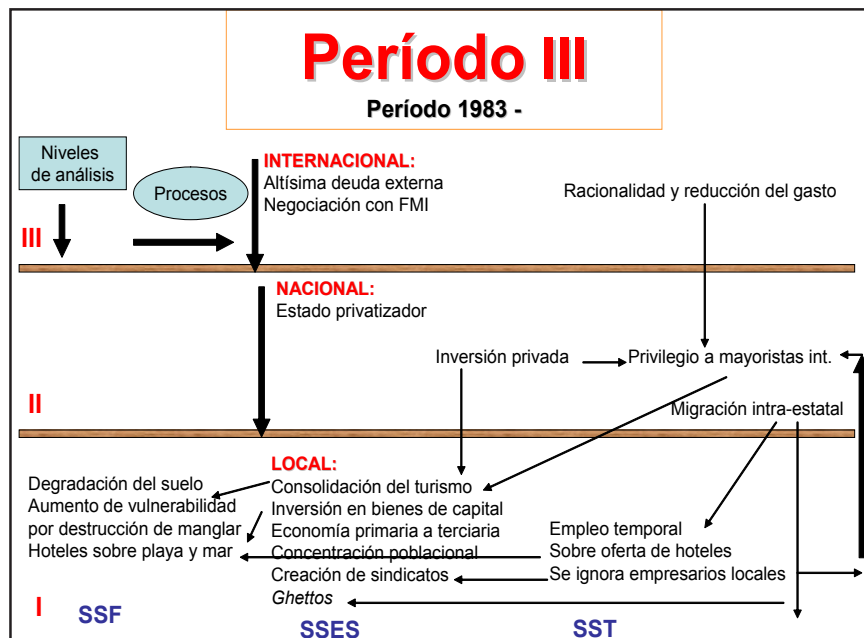 Período III
Período 1983 -
Niveles
de análisis
Procesos
INTERNACIONAL:
Altísima deuda externa
Negociación con FMI
Racionalidad y reducción del gasto
III
NACIONAL:
Estado privatizador
Inversión privada
Privilegio a mayoristas int.
II
Migración intra-estatal
LOCAL:
Degradación del suelo
Aumento de vulnerabilidad
por destrucción de manglar
Hoteles sobre playa y mar
Consolidación del turismo
Inversión en bienes de capital
Economía primaria a terciaria
Concentración poblacional
Creación de sindicatos
Ghettos
Empleo temporal
Sobre oferta de hoteles
Se ignora empresarios locales
I
SSF
SSES
SST